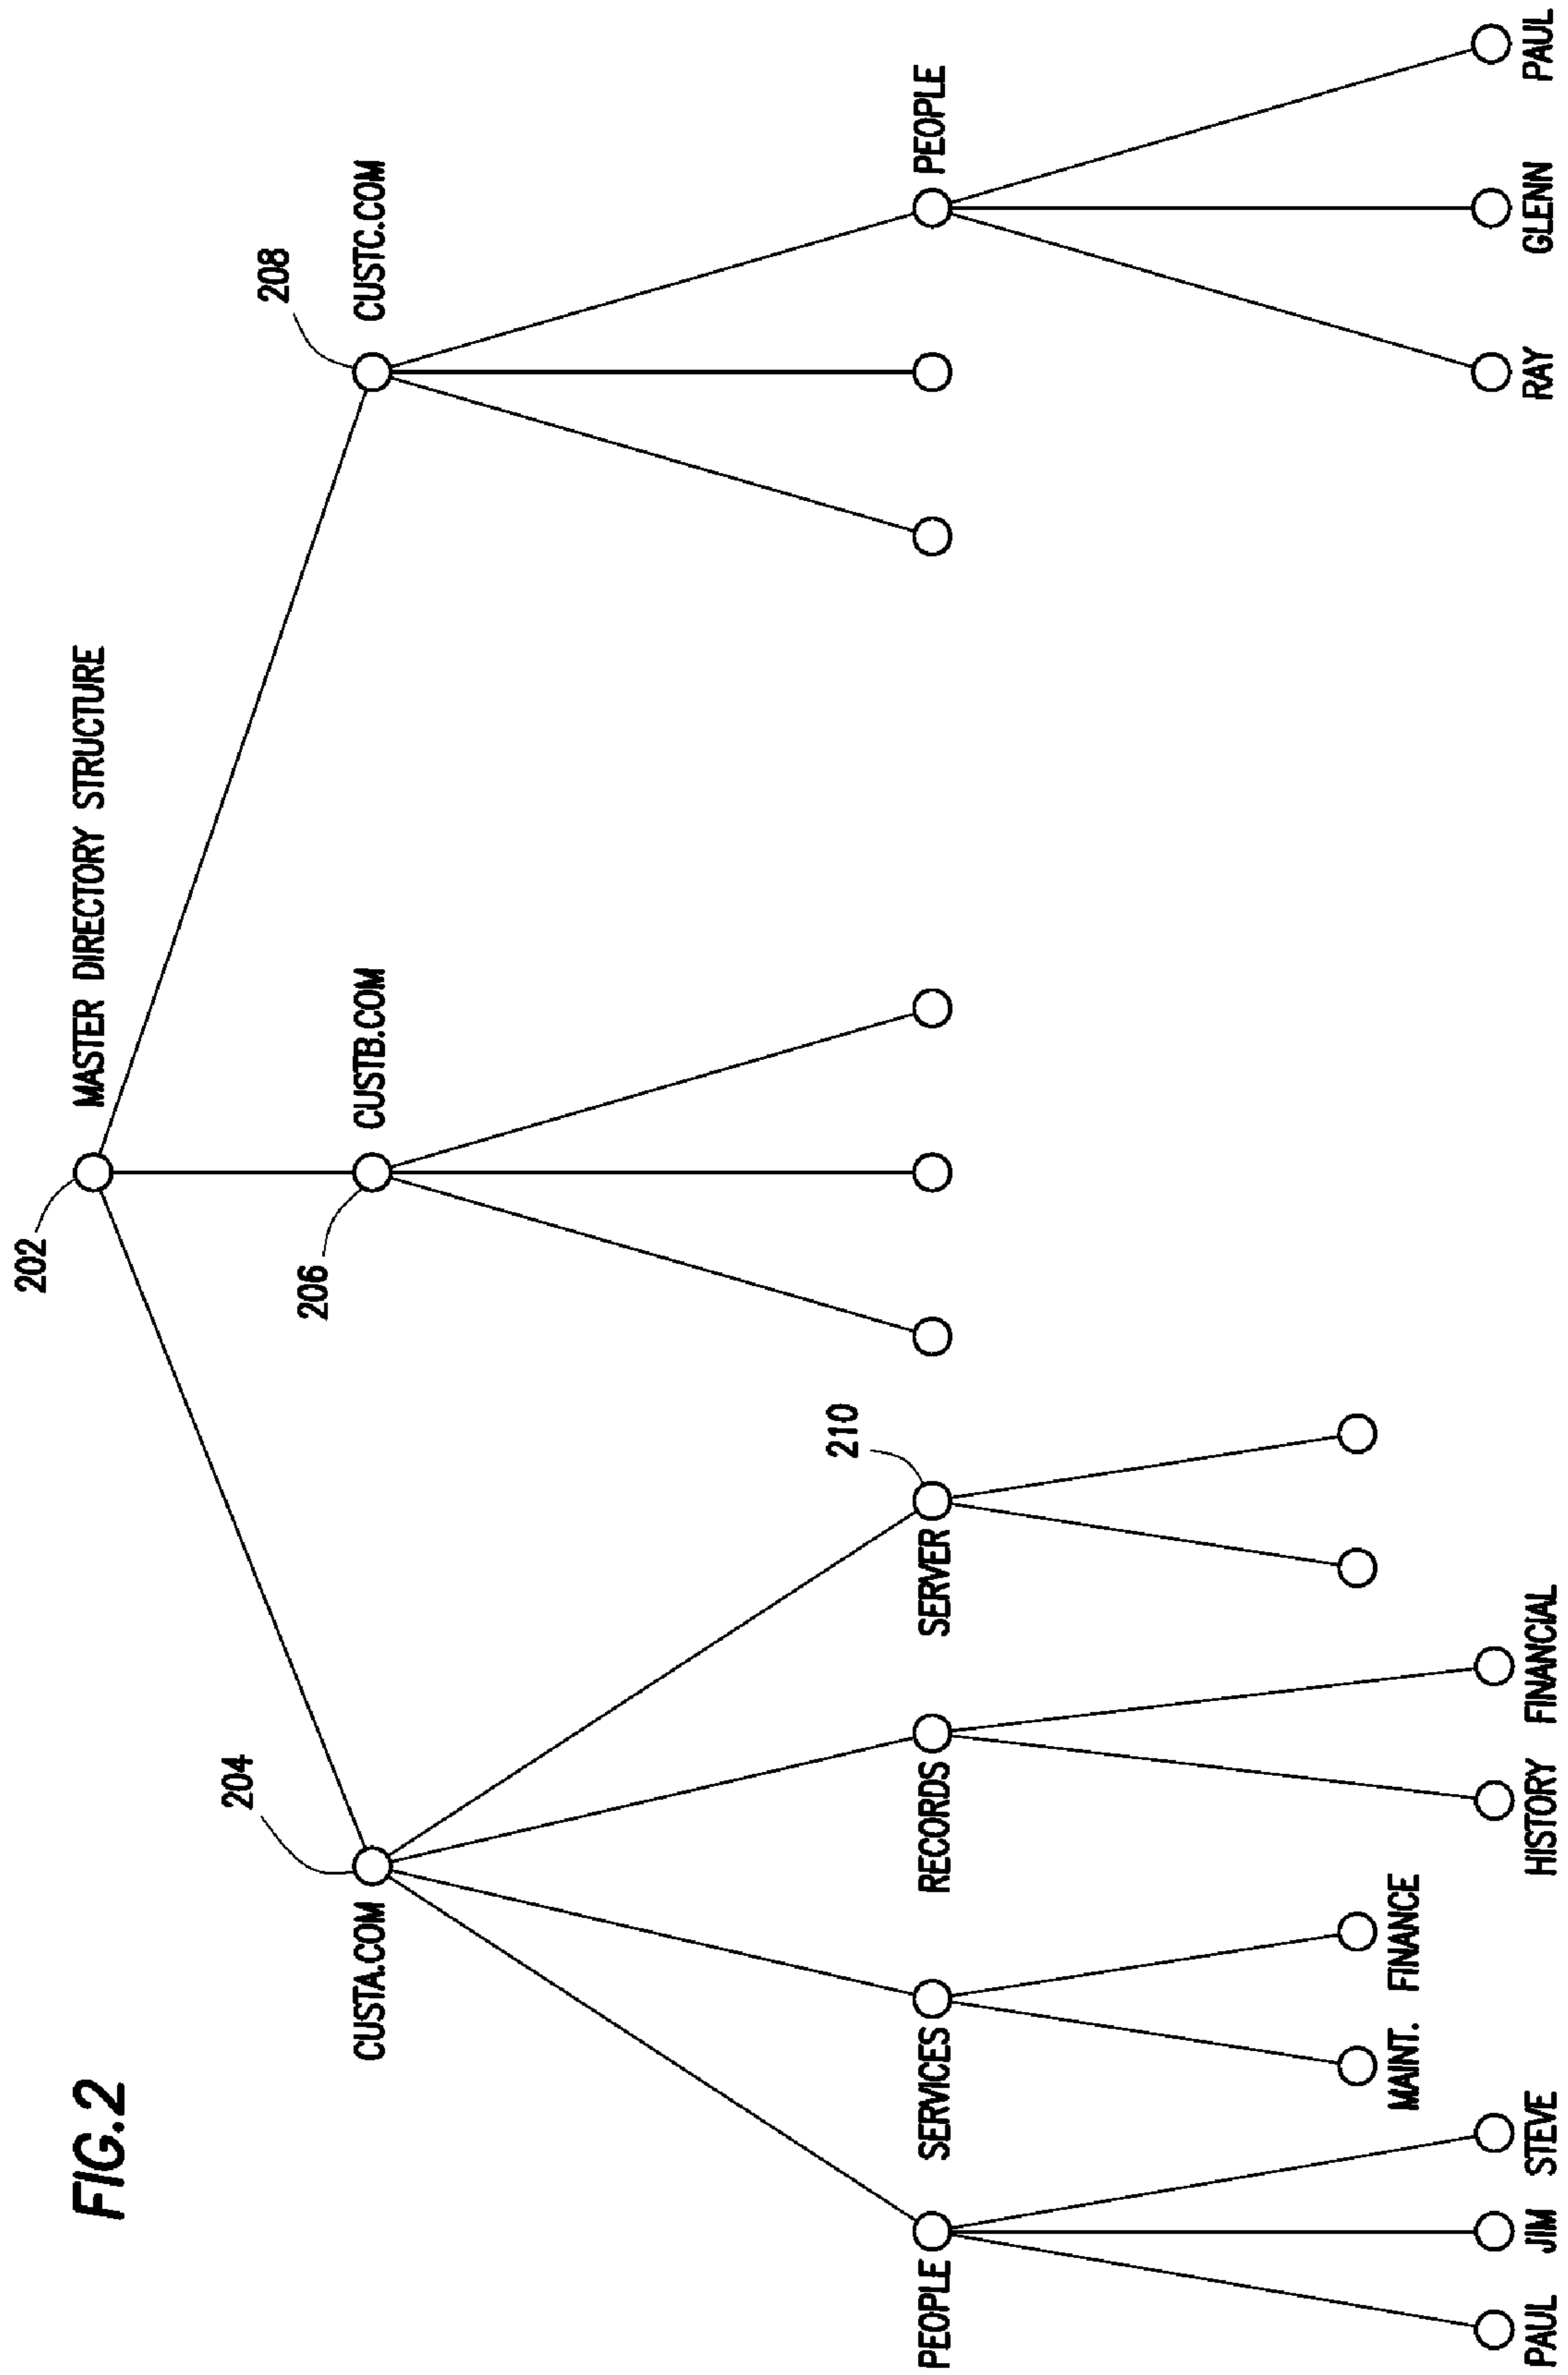 FIG.2
202
MASTER DIRECTORY STRUCTURE
204
206
208
CUSTA.COM
CUSTB.COM
CUSTC.COM
210
PEOPLE
SERVICES
RECORDS
SERVER
PEOPLE
MAINT.
FINANCE
PAUL
JIM
STEVE
HISTORY
FINANCIAL
RAY
GLENN
PAUL